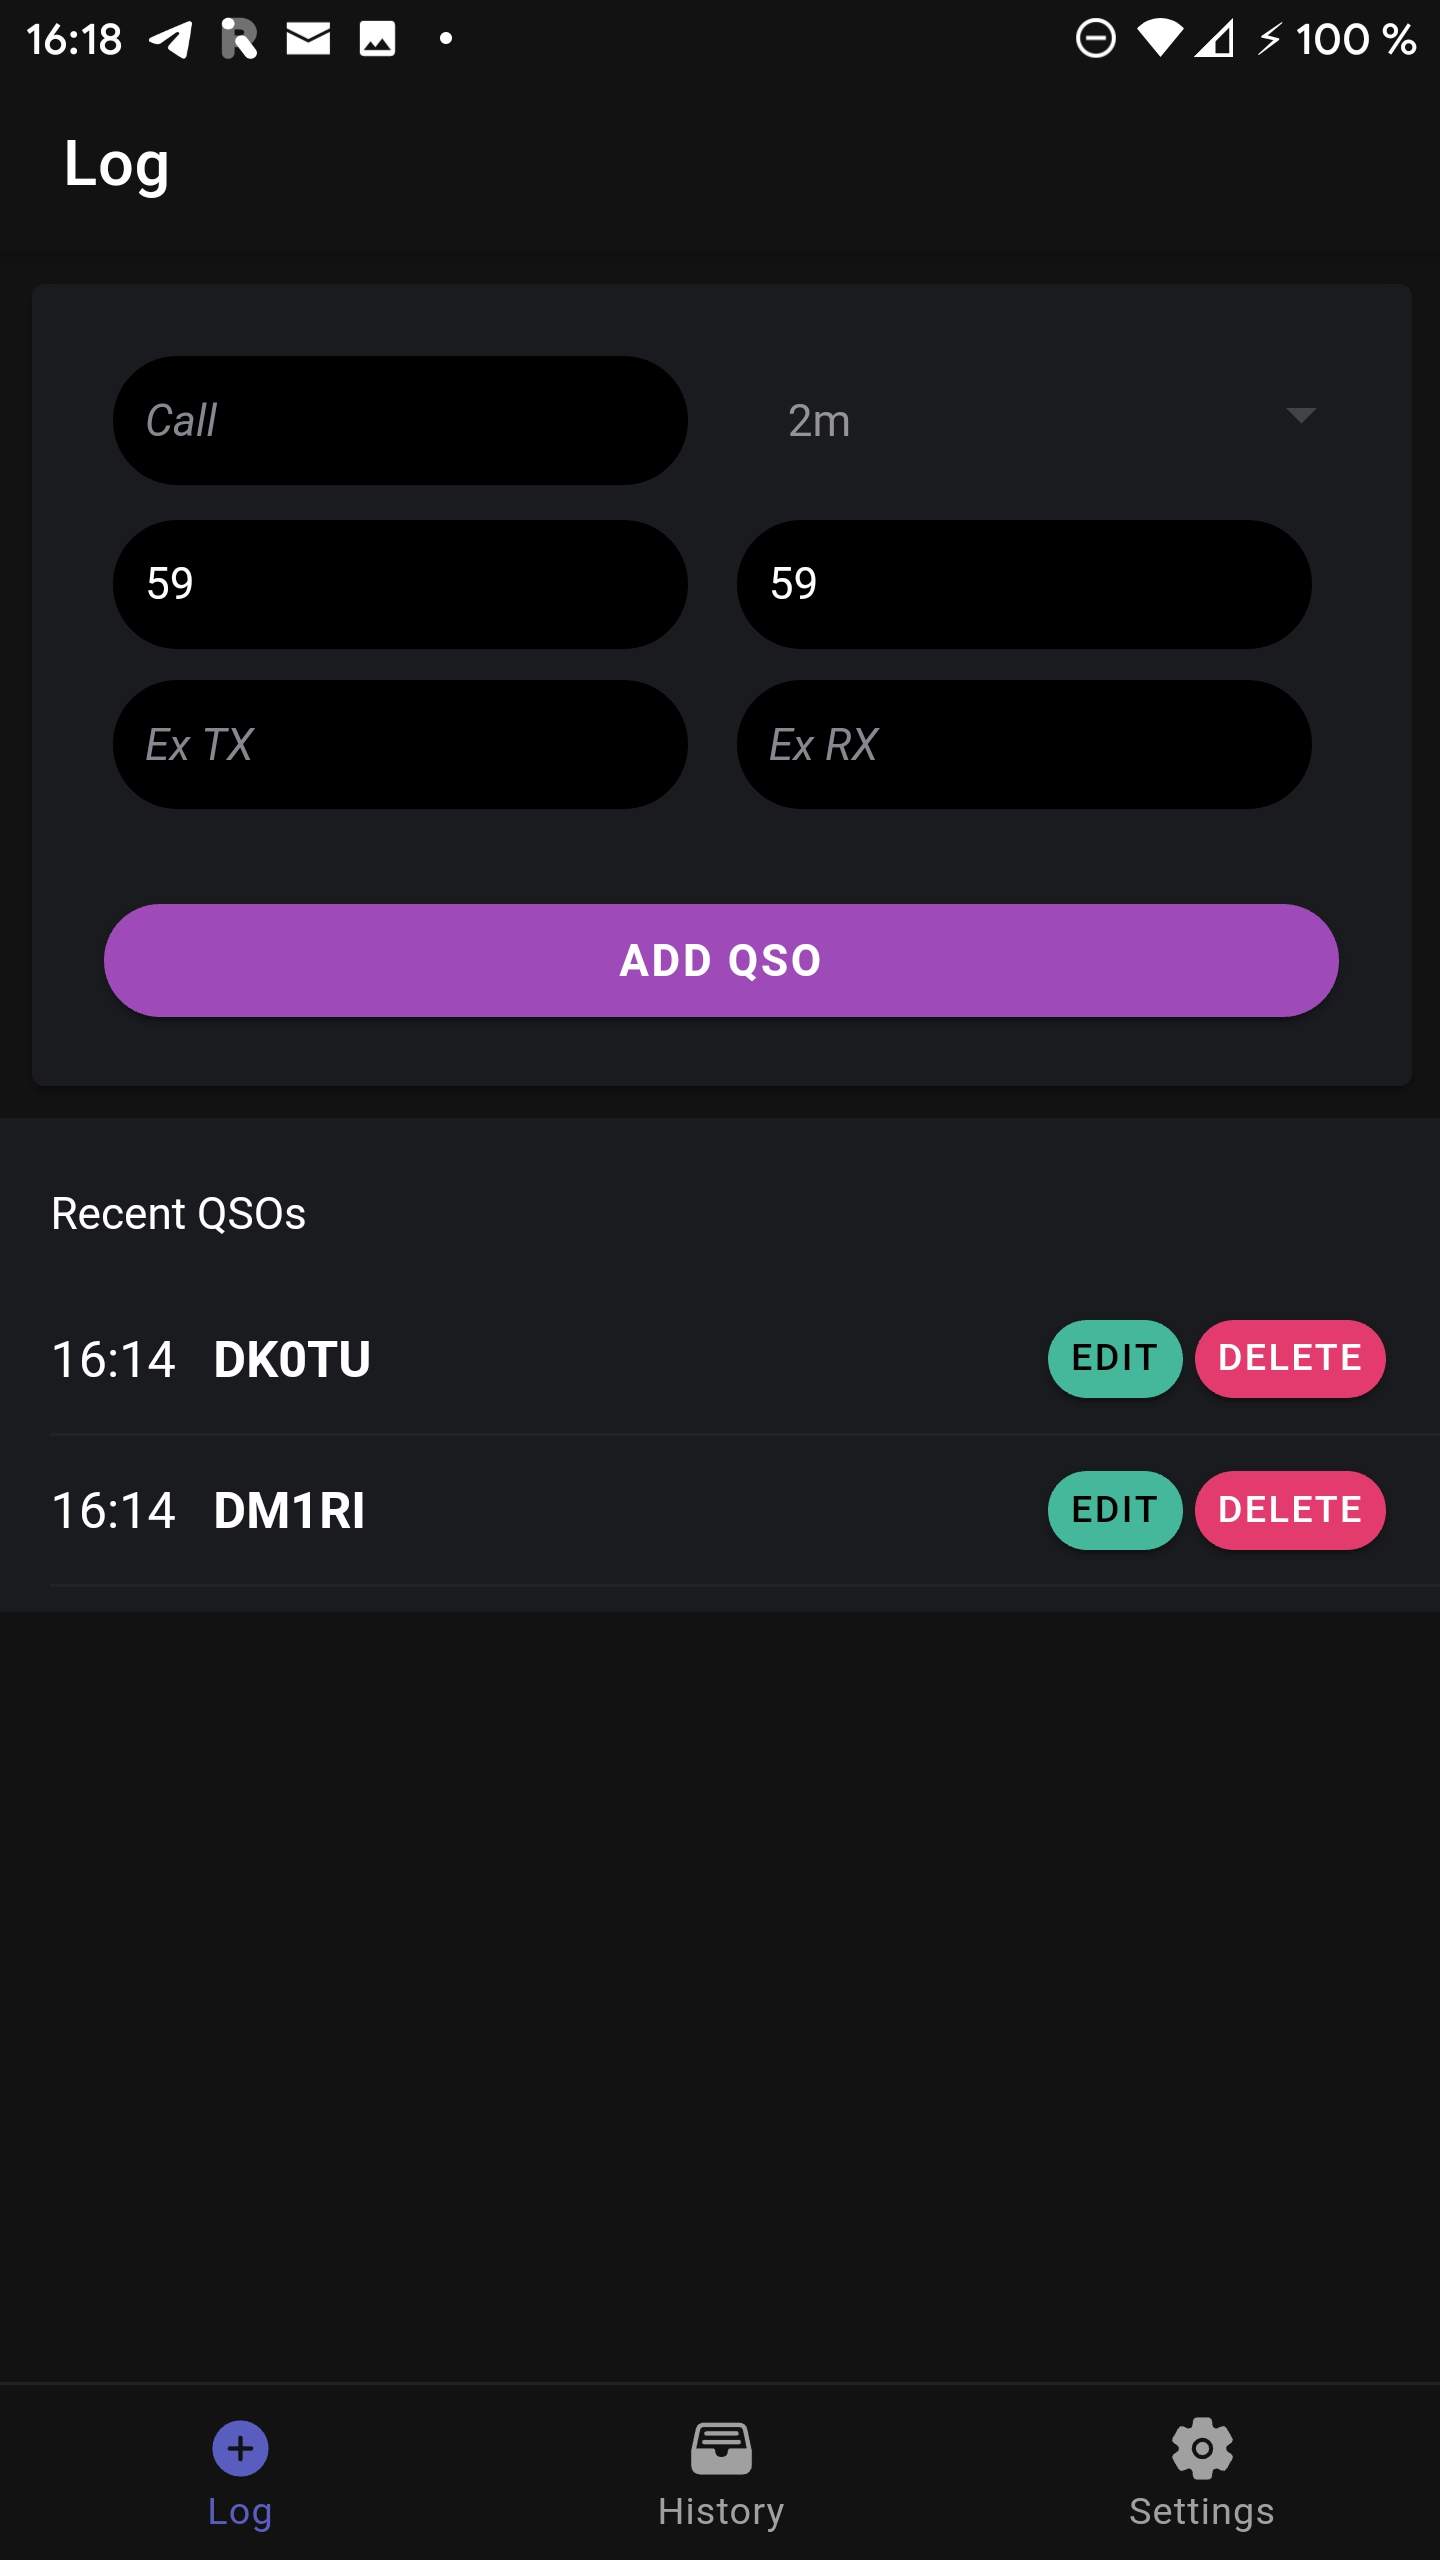 16:18 100 %
Log
Call 2m
59 59
Ex TX Ex RX
ADD QSO
Recent QSOs
16:14 DK0TU EDIT DELETE
16:14 DM1RI EDIT DELETE
Log History Settings